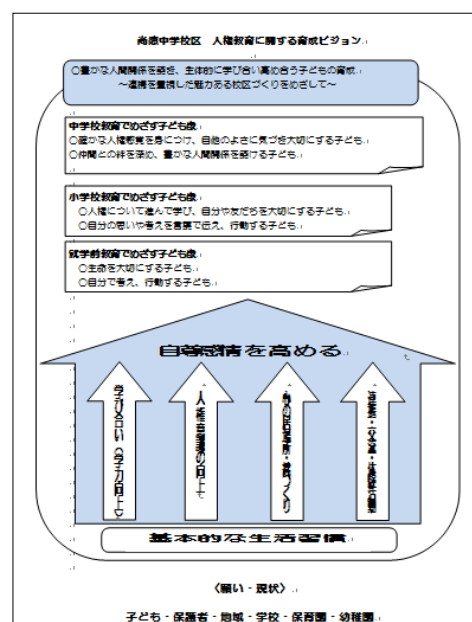 尚徳中学校区 人権教育に関する育成ビジョン
○豊かな人間関係を築き、主体的に学び合い高め合う子どもの育成
～連携を重視した魅力ある校区づくりをめざして～
中学校教育でめざす子ども像
○確かな人権感覚を身につけ、自他のよさに気づき大切にする子ども
○仲間との絆を深め、豊かな人間関係を築ける子ども
小学校教育でめざす子ども像
○人権について進んで学び、自分や友だちを大切にする子ども
○自分の思いや考えを言葉で伝え、行動する子ども
就学前教育でめざす子ども像
○生命を大切にする子ども
○自分で考え、行動する子ども
自尊感情を高める
学び合い（学力向上）
人権意識の向上
基本的な生活習慣
〈願い・現状〉
子ども・保護者・地域・学校・保育園・幼稚園